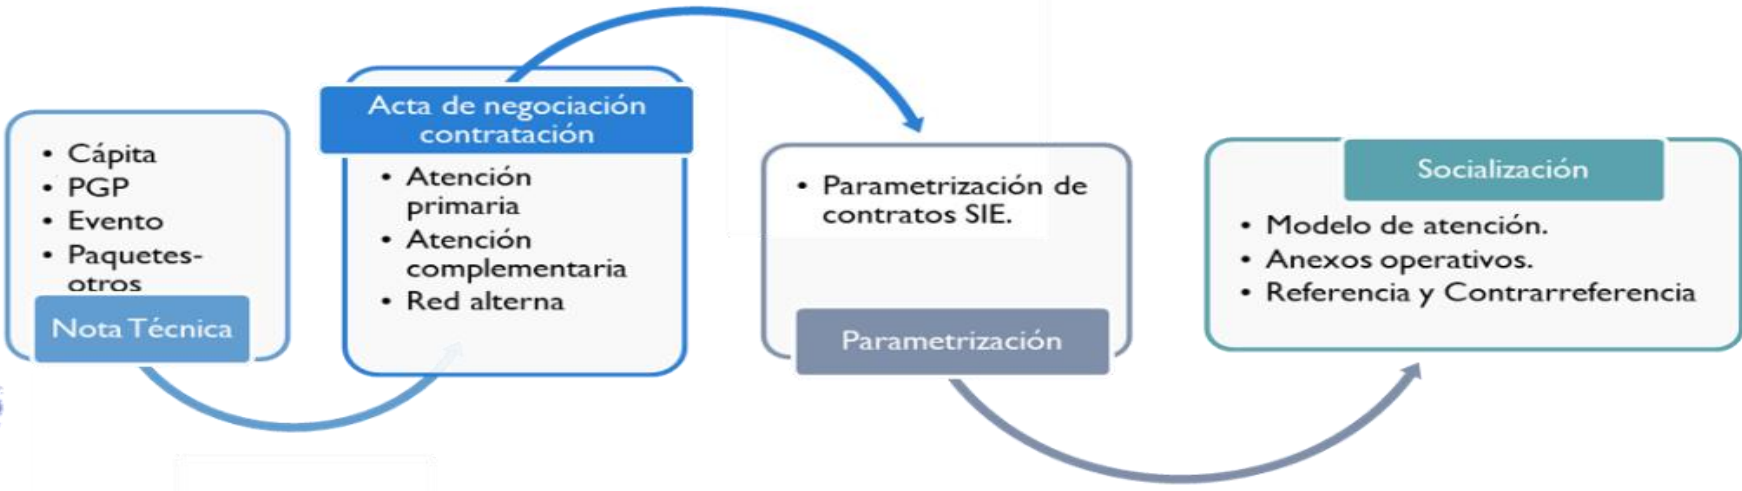 • Cápita
• PGP
• Evento
• Paquetes-
otros
Nota Técnica
Acta de negociación
contratación
• Atención
primaria
• Atención
complementaria
• Red alterna
• Parametrización de
contratos SIE.
Parametrización
Socialización
• Modelo de atención.
• Anexos operativos.
• Referencia y Contrarreferencia